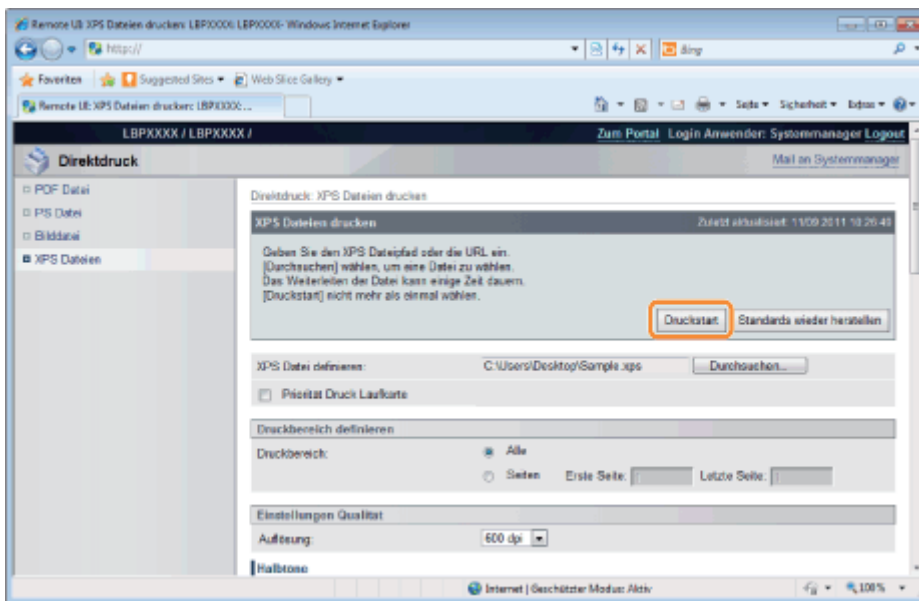 Remote UI: XPS Dateien drucken: LBPXXXX: LBPXXXX- Windows Internet Explorer
http://
Bing
Favoriten Suggested Sites Web Slice Gallery
Remote UI: XPS Dateien drucken: LBPXXXX: ...
Seite Sicherheit Extras
LBPXXXX / LBPXXXX /
Zum Portal Login Anwender: Systemmanager Logout
Direktdruck
Mail an Systemmanager
PDF Datei
PS Datei
Bilddatei
XPS Dateien
Direktdruck: XPS Dateien drucken
XPS Dateien drucken
Zuletzt aktualisiert: 11/09 2011 10:26:40
Geben Sie den XPS Dateipfad oder die URL ein.
[Durchsuchen] wählen, um eine Datei zu wählen.
Das Weiterleiten der Datei kann einige Zeit dauern.
[Druckstart] nicht mehr als einmal wählen.
Druckstart
Standards wieder herstellen
XPS Datei definieren: C:\Users\Desktop\Sample.xps Durchsuchen...
Priorität Druck Laufkarte
Druckbereich definieren
Druckbereich: Alle
Seiten Erste Seite: Letzte Seite:
Einstellungen Qualität
Auflösung: 600 dpi
Halbtone
Internet | Geschützter Modus: Aktiv
100%